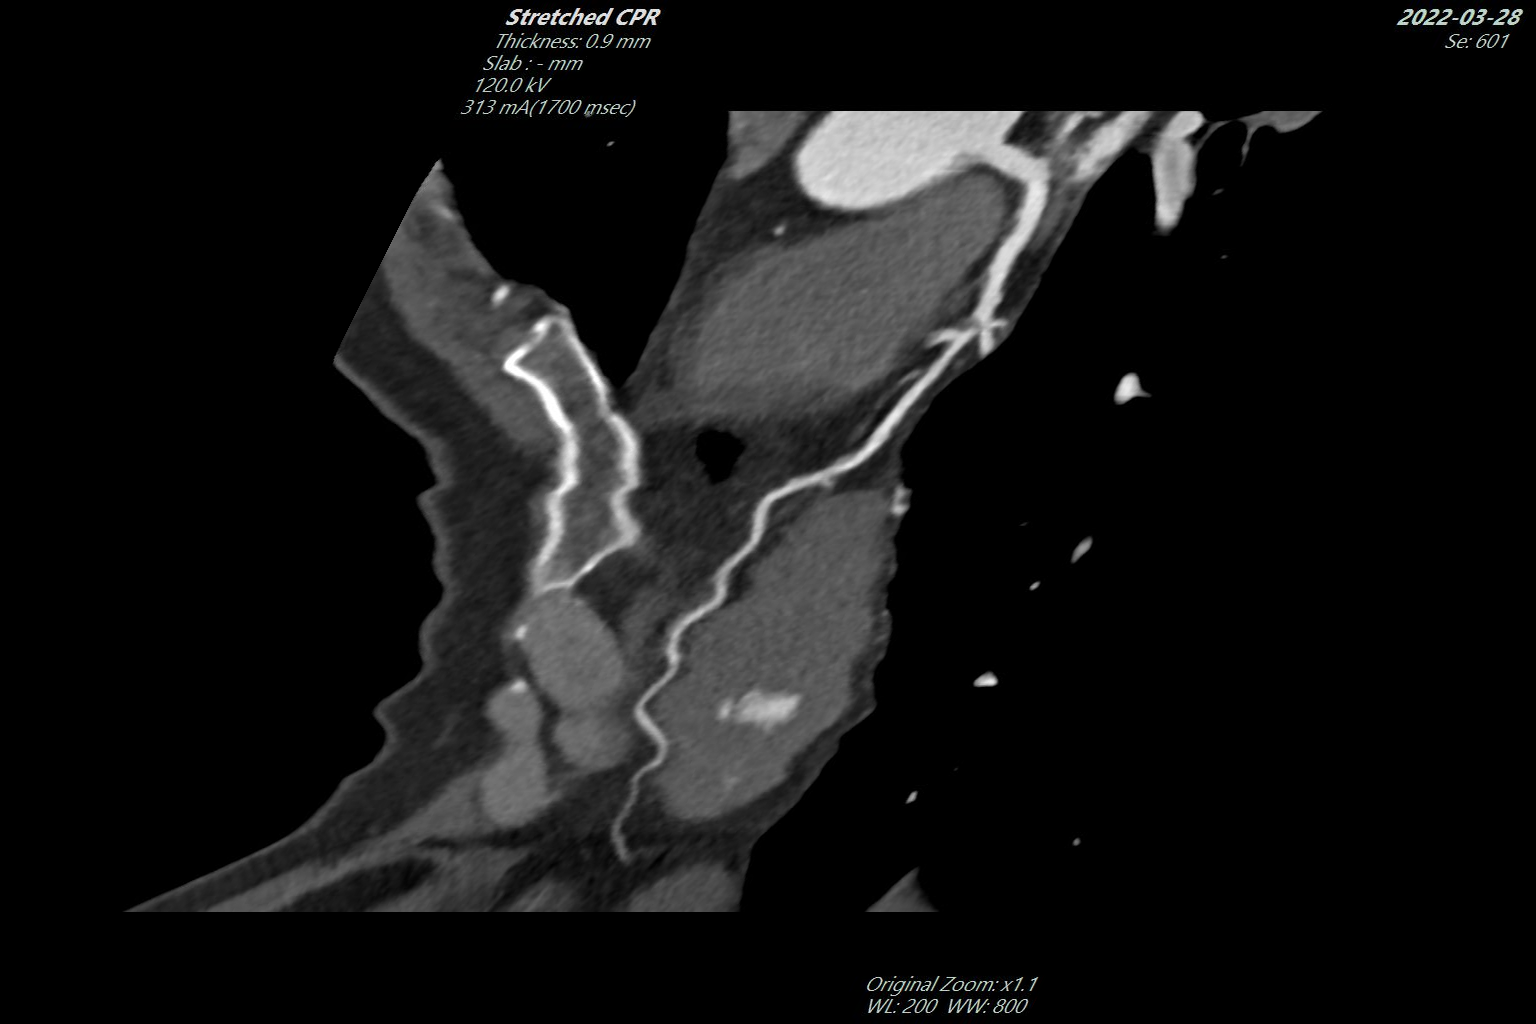 Stretched CPR
Thickness: 0.9 mm
Slab : - mm
120.0 kV
313 mA(1700 msec)
2022-03-28
Se: 601
Original Zoom: x1.1
WL: 200 WW: 800